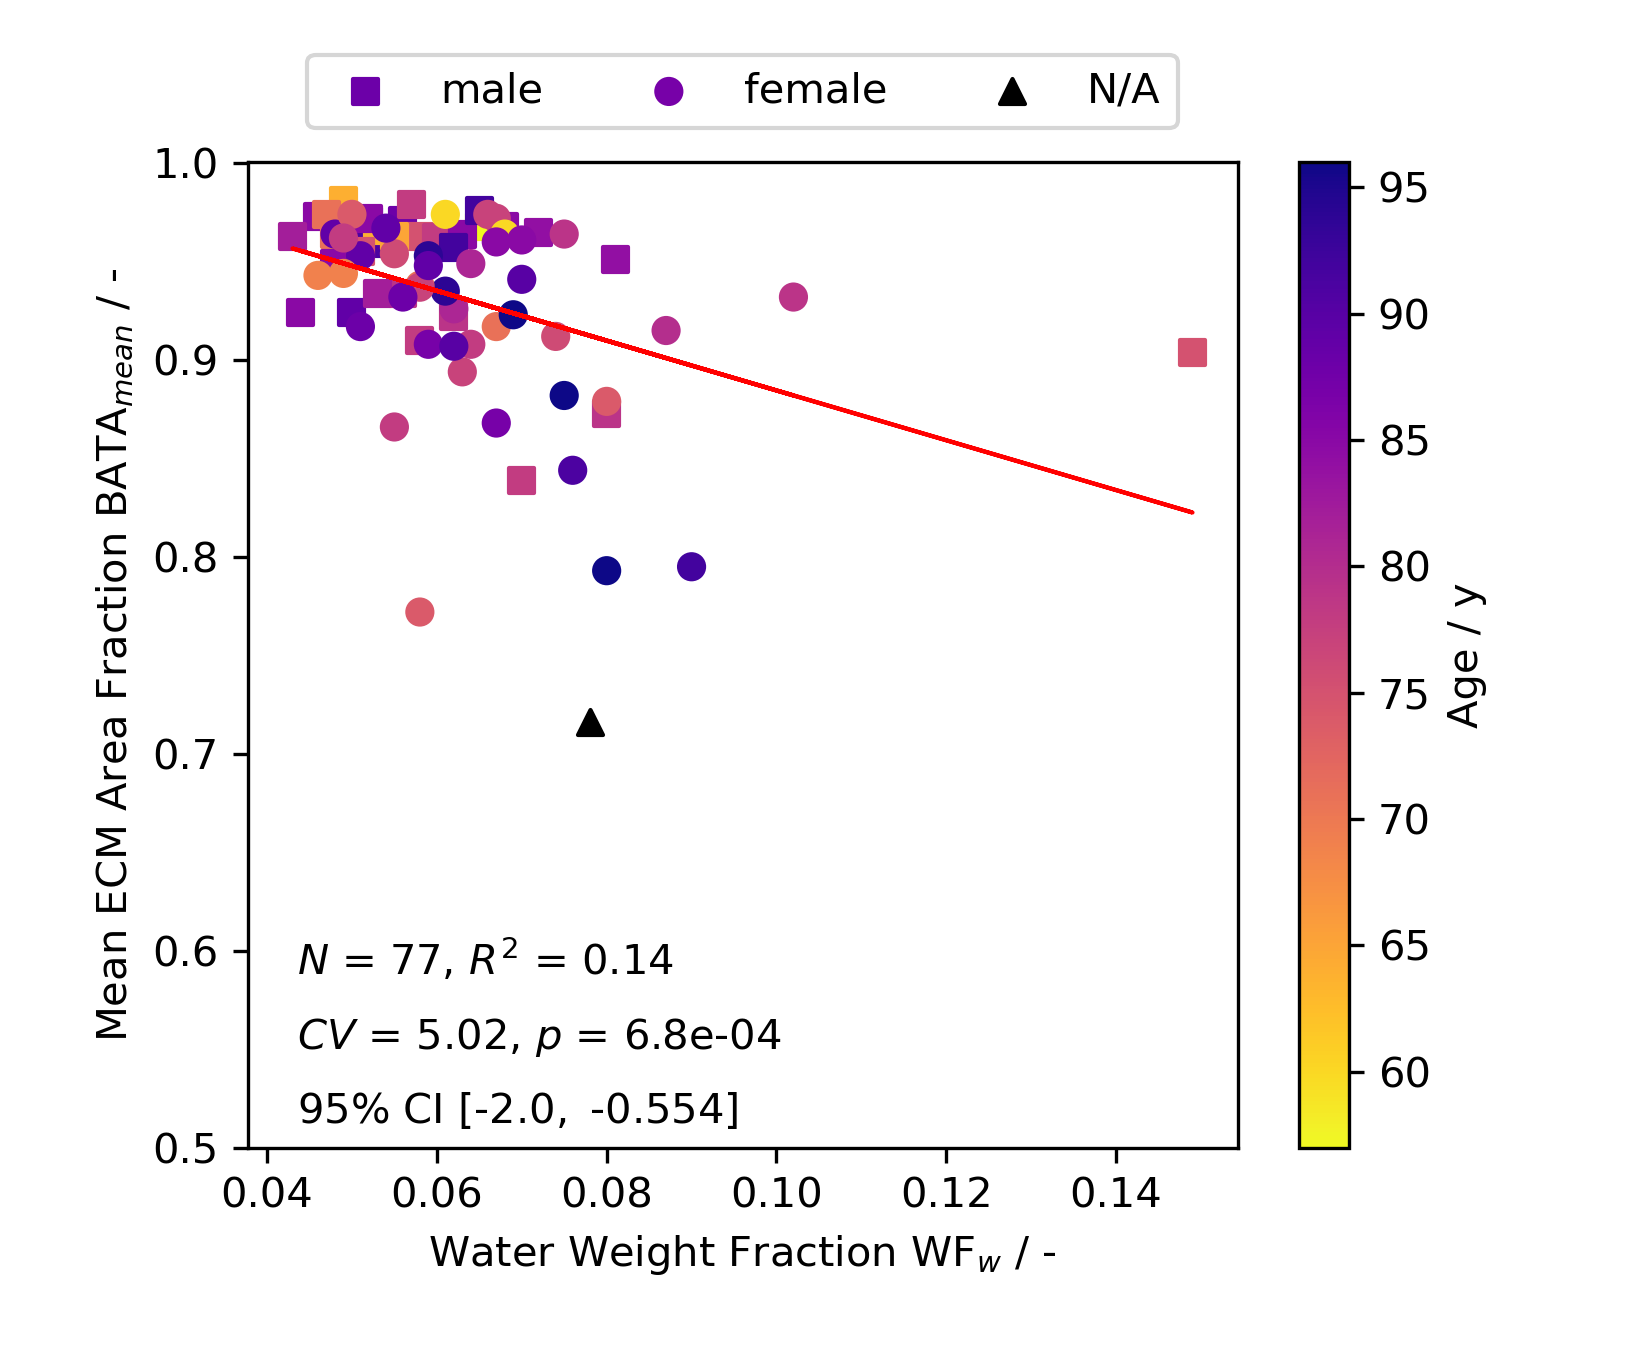 male female N/A
1.0
0.9
0.8
0.7
0.6
0.5
Mean ECM Area Fraction BATA_mean / -
N = 77, R² = 0.14
CV = 5.02, p = 6.8e-04
95% CI [-2.0, -0.554]
0.04 0.06 0.08 0.10 0.12 0.14
Water Weight Fraction WF_w / -
95
90
85
80
75
70
65
60
Age / y